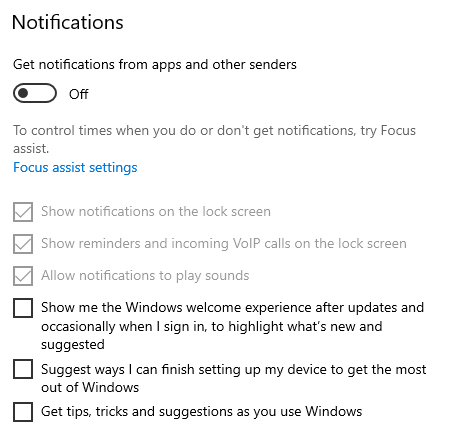 Notifications
Get notifications from apps and other senders
Off
To control times when you do or don't get notifications, try Focus
assist.
Focus assist settings
Show notifications on the lock screen
Show reminders and incoming VoIP calls on the lock screen
Allow notifications to play sounds
Show me the Windows welcome experience after updates and
occasionally when I sign in, to highlight what's new and
suggested
Suggest ways I can finish setting up my device to get the most
out of Windows
Get tips, tricks and suggestions as you use Windows